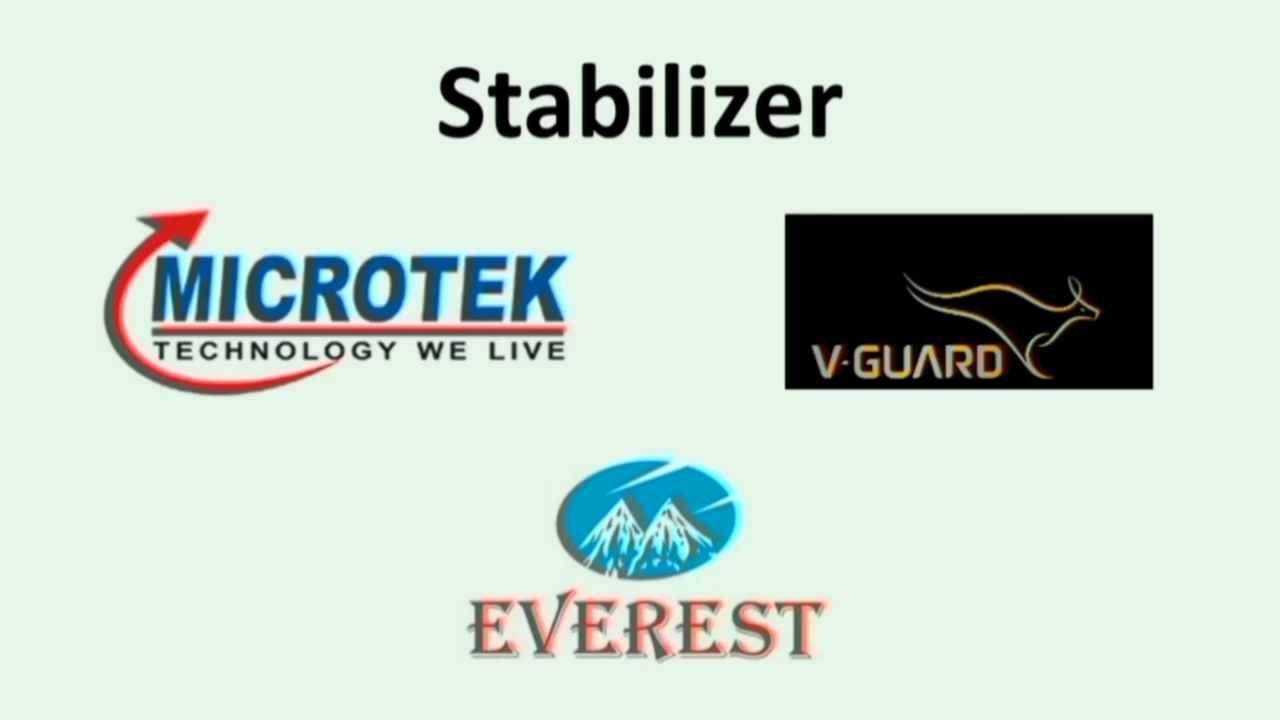 Stabilizer
MICROTEK
TECHNOLOGY WE LIVE
V-GUARD
EVEREST